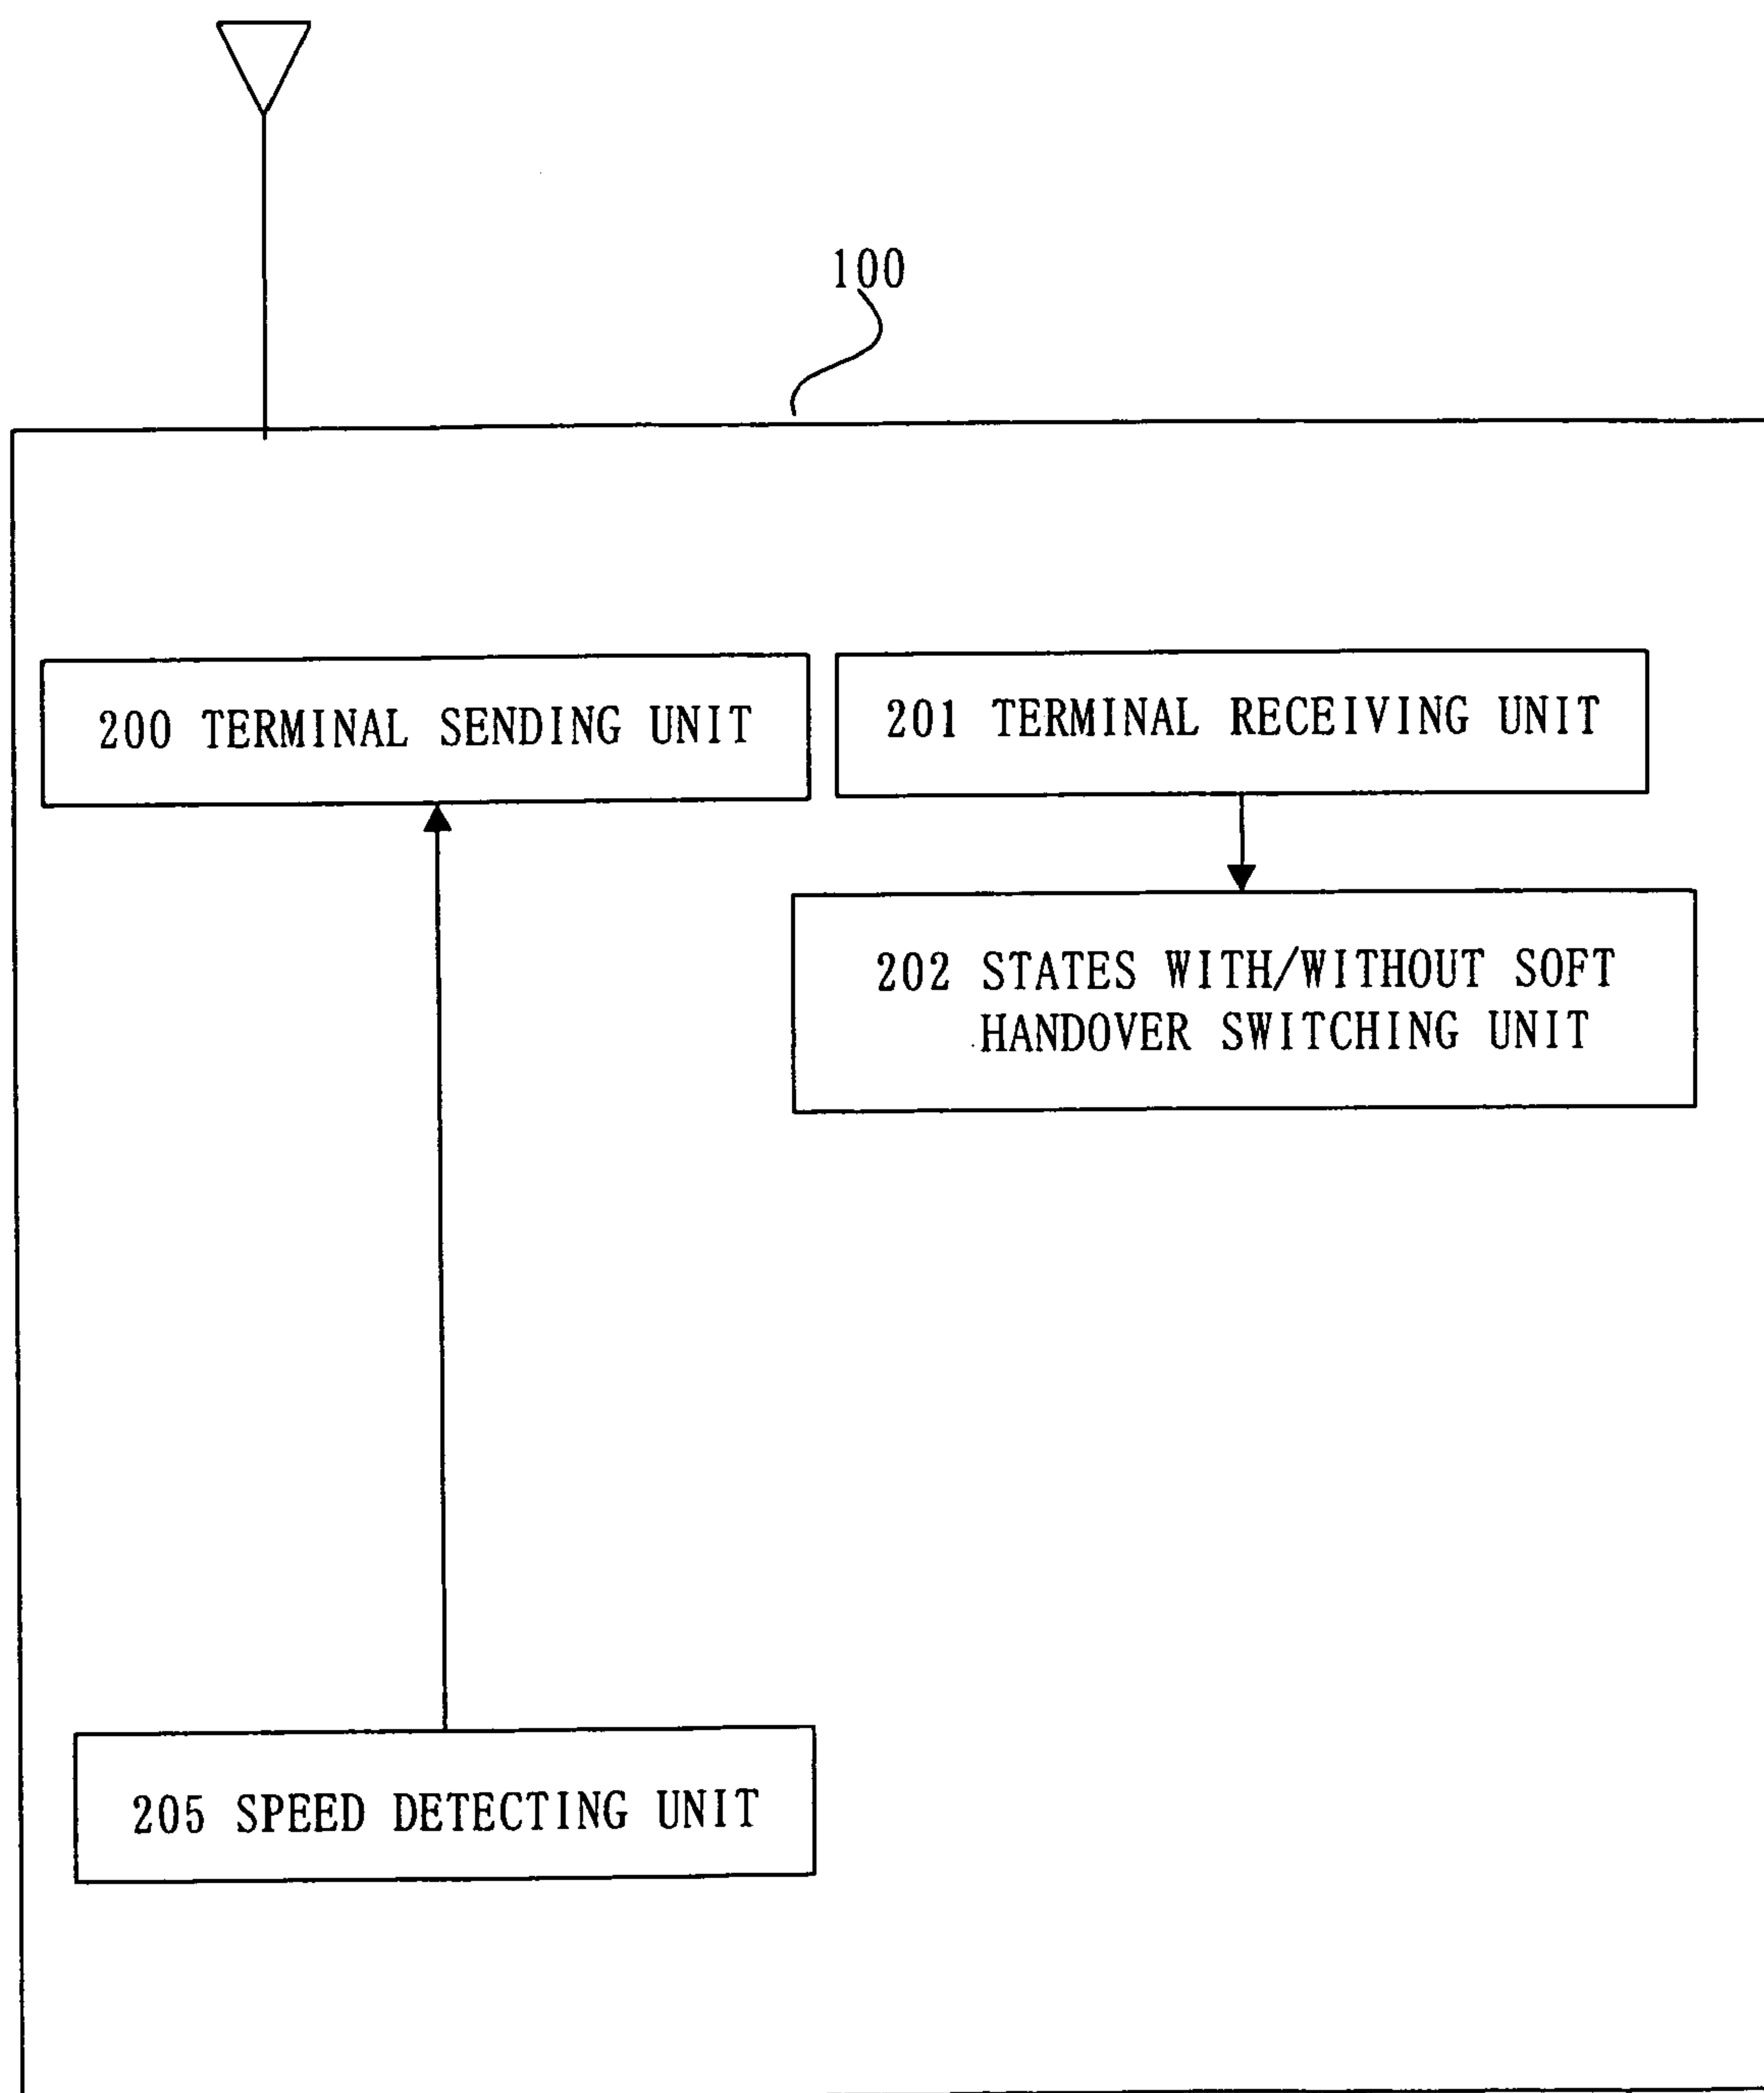 100
200 TERMINAL SENDING UNIT
201 TERMINAL RECEIVING UNIT
202 STATES WITH/WITHOUT SOFT
HANDOVER SWITCHING UNIT
205 SPEED DETECTING UNIT